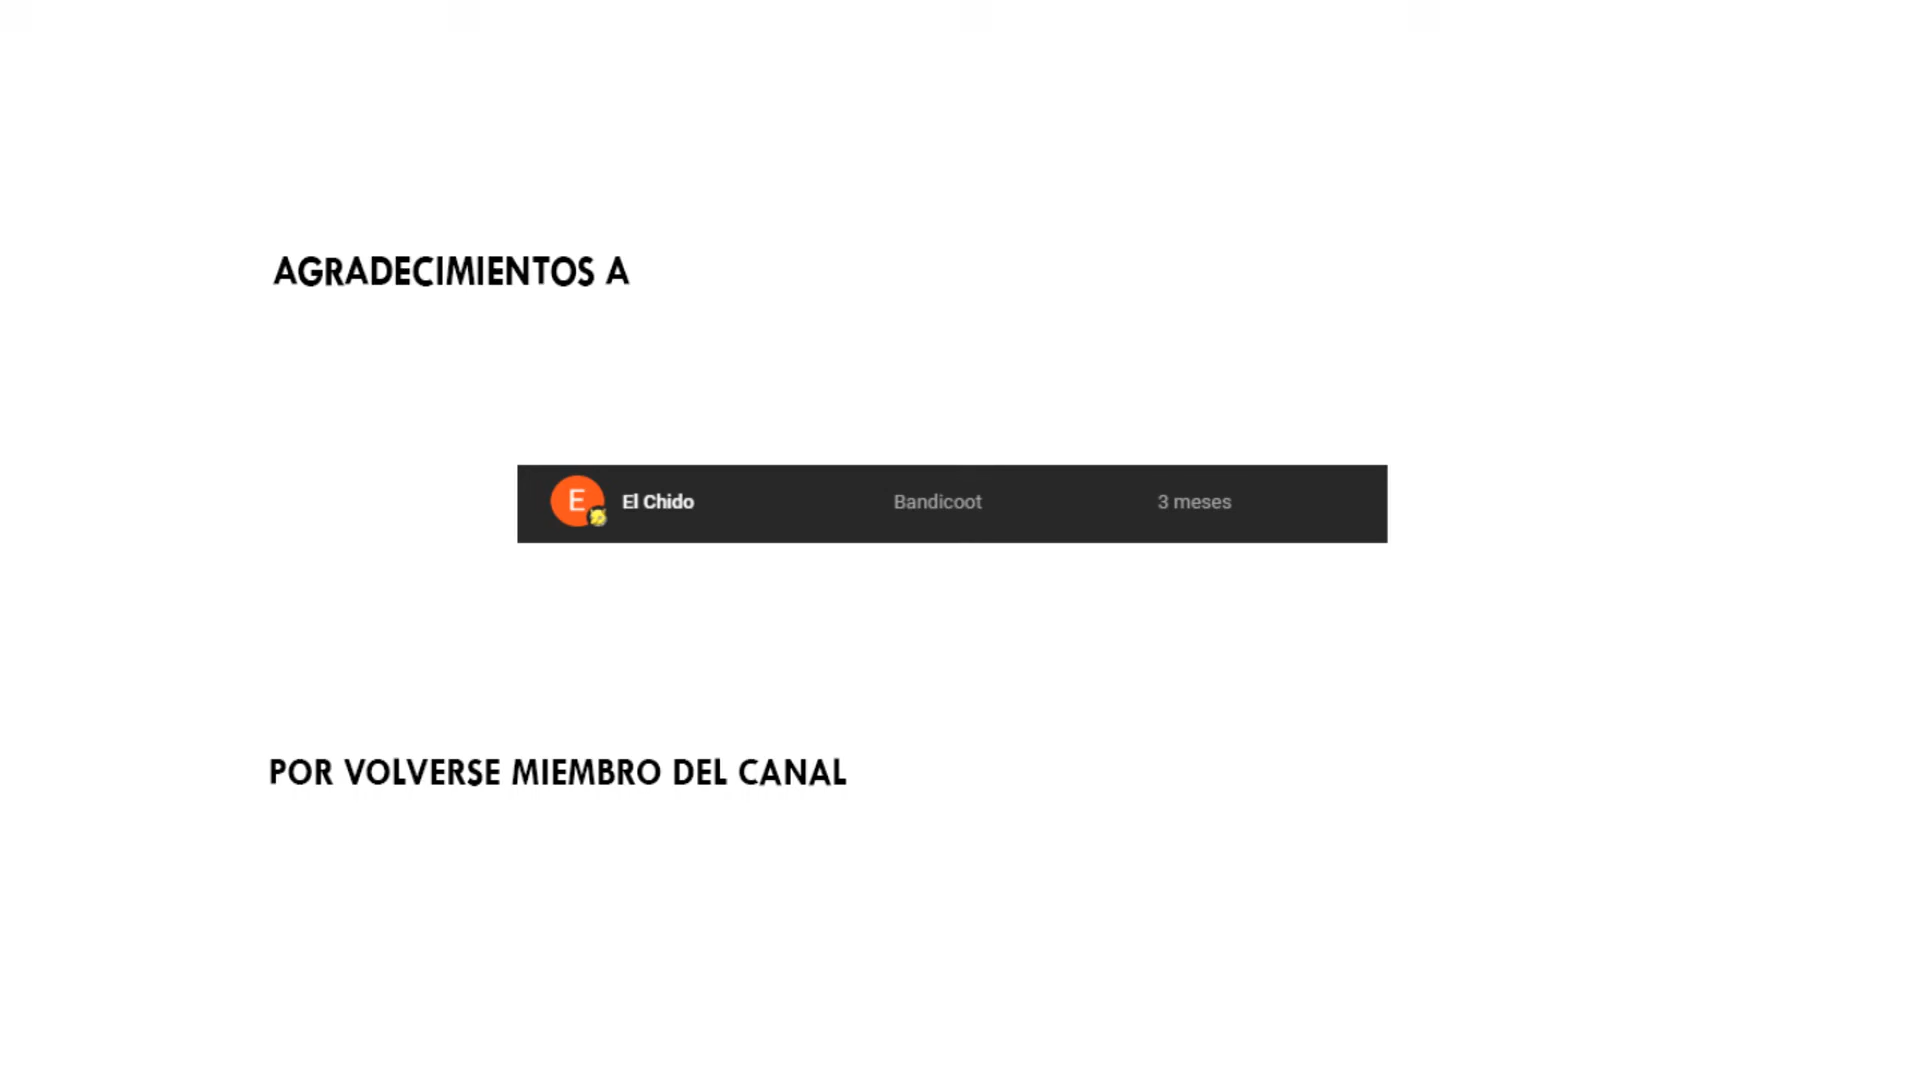 AGRADECIMIENTOS A
E El Chido Bandicoot 3 meses
POR VOLVERSE MIEMBRO DEL CANAL